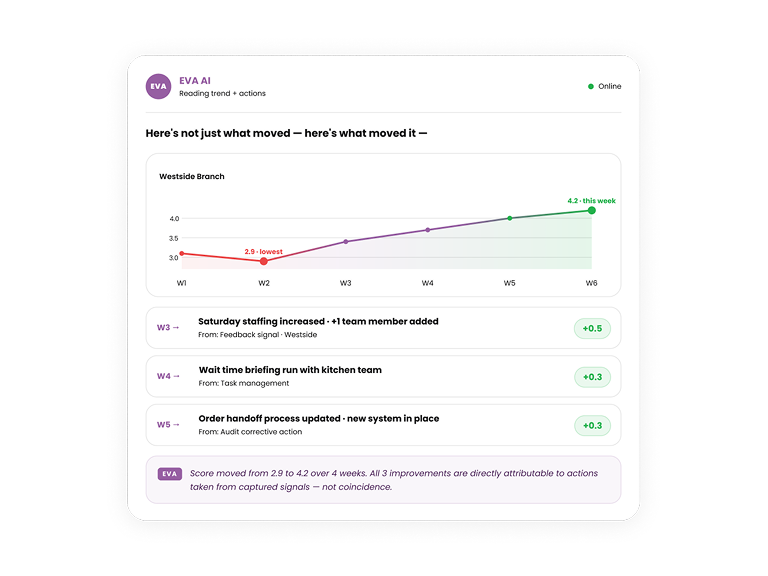 EVA
EVA AI
Reading trend + actions
Online
Here's not just what moved — here's what moved it —
Westside Branch
4.2 · this week
4.0
3.5
3.0
2.9 · lowest
W1 W2 W3 W4 W5 W6
W3 → Saturday staffing increased · +1 team member added +0.5
From: Feedback signal · Westside
W4 → Wait time briefing run with kitchen team +0.3
From: Task management
W5 → Order handoff process updated · new system in place +0.3
From: Audit corrective action
EVA Score moved from 2.9 to 4.2 over 4 weeks. All 3 improvements are directly attributable to actions
taken from captured signals — not coincidence.